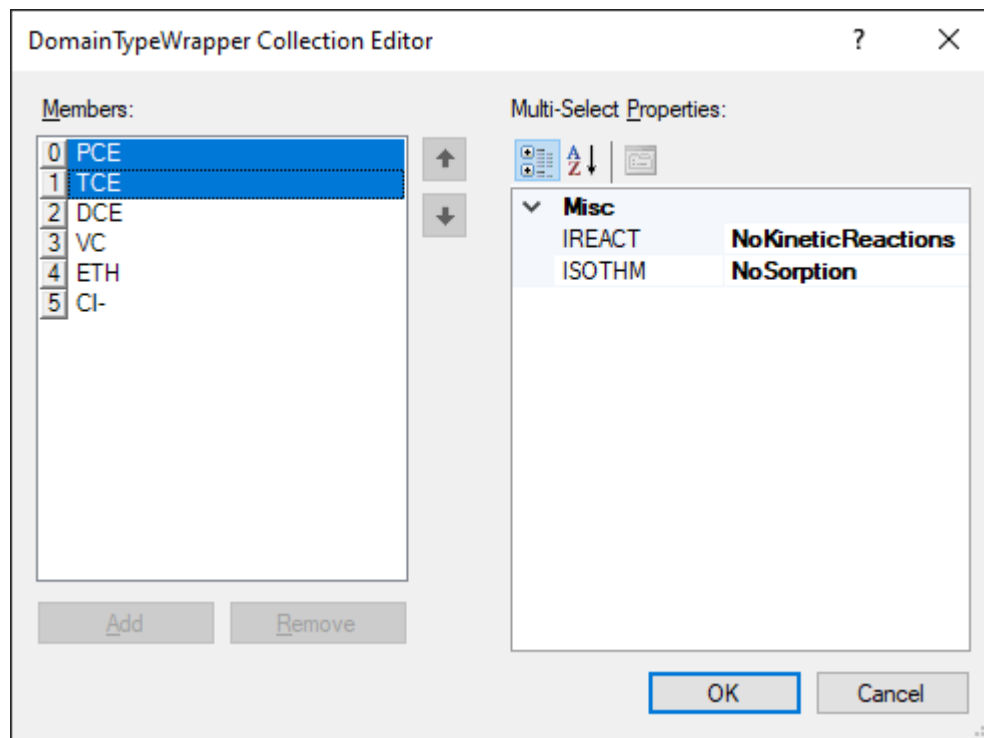 DomainTypeWrapper Collection Editor ?
Members:
0 PCE
1 TCE
2 DCE
3 VC
4 ETH
5 Cl-
Add Remove
Multi-Select Properties:
A Z
Misc
IREACT NoKineticReactions
ISOTHM NoSorption
OK Cancel